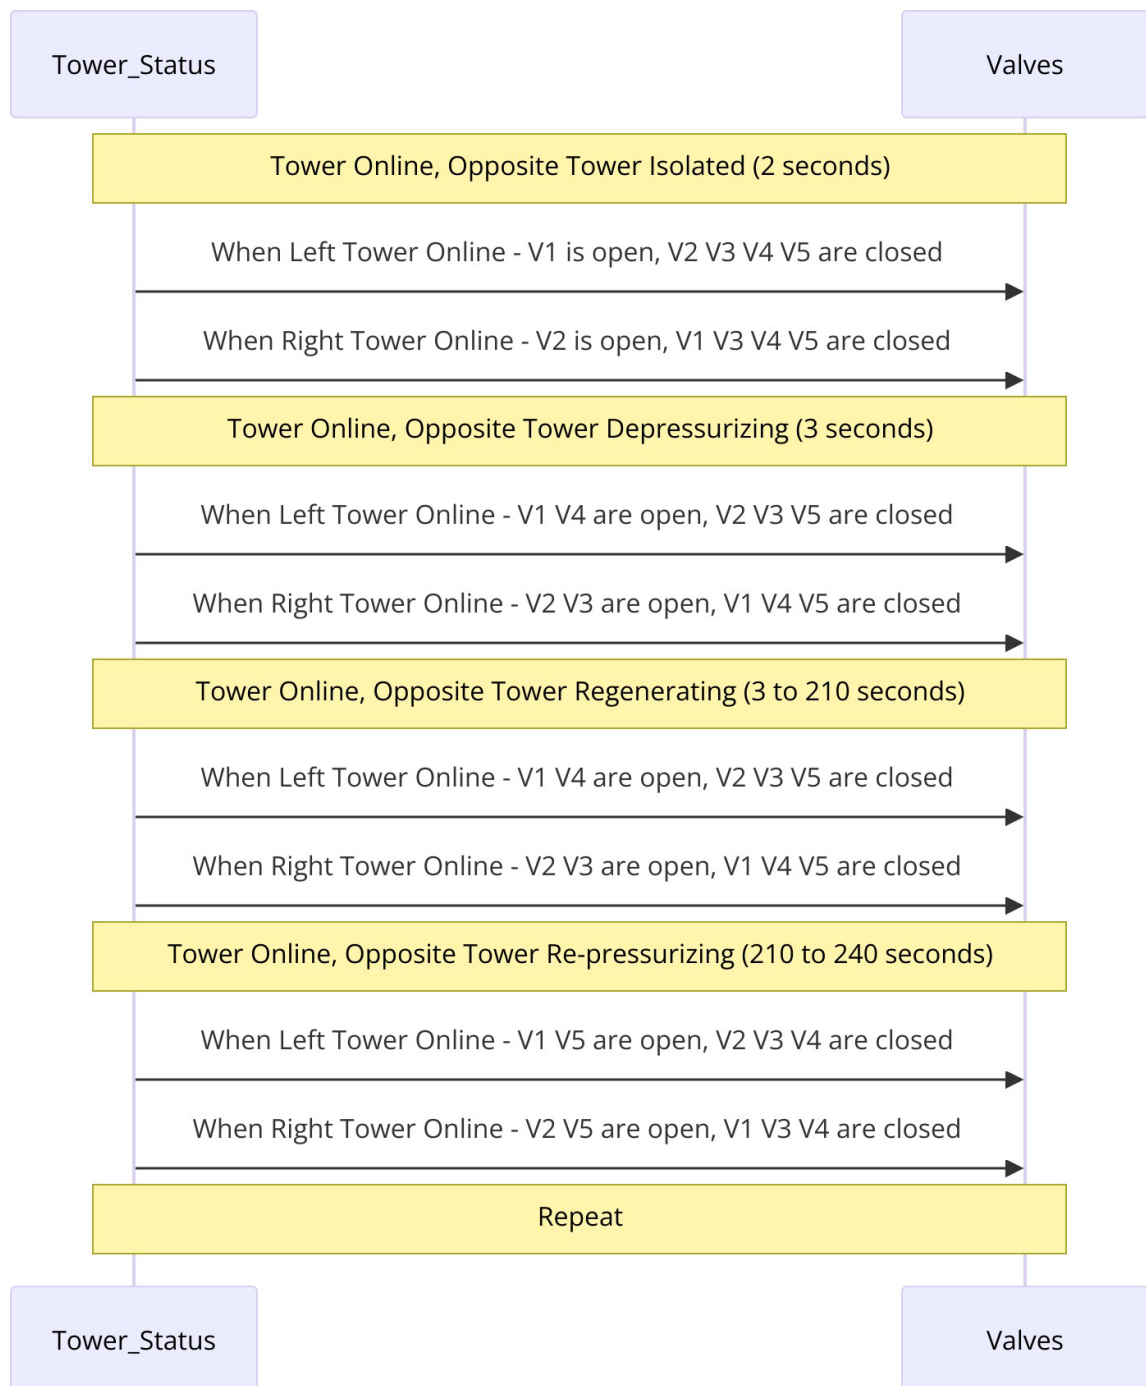 Tower_Status
Valves
Tower Online, Opposite Tower Isolated (2 seconds)
When Left Tower Online - V1 is open, V2 V3 V4 V5 are closed
When Right Tower Online - V2 is open, V1 V3 V4 V5 are closed
Tower Online, Opposite Tower Depressurizing (3 seconds)
When Left Tower Online - V1 V4 are open, V2 V3 V5 are closed
When Right Tower Online - V2 V3 are open, V1 V4 V5 are closed
Tower Online, Opposite Tower Regenerating (3 to 210 seconds)
When Left Tower Online - V1 V4 are open, V2 V3 V5 are closed
When Right Tower Online - V2 V3 are open, V1 V4 V5 are closed
Tower Online, Opposite Tower Re-pressurizing (210 to 240 seconds)
When Left Tower Online - V1 V5 are open, V2 V3 V4 are closed
When Right Tower Online - V2 V5 are open, V1 V3 V4 are closed
Repeat
Tower_Status
Valves